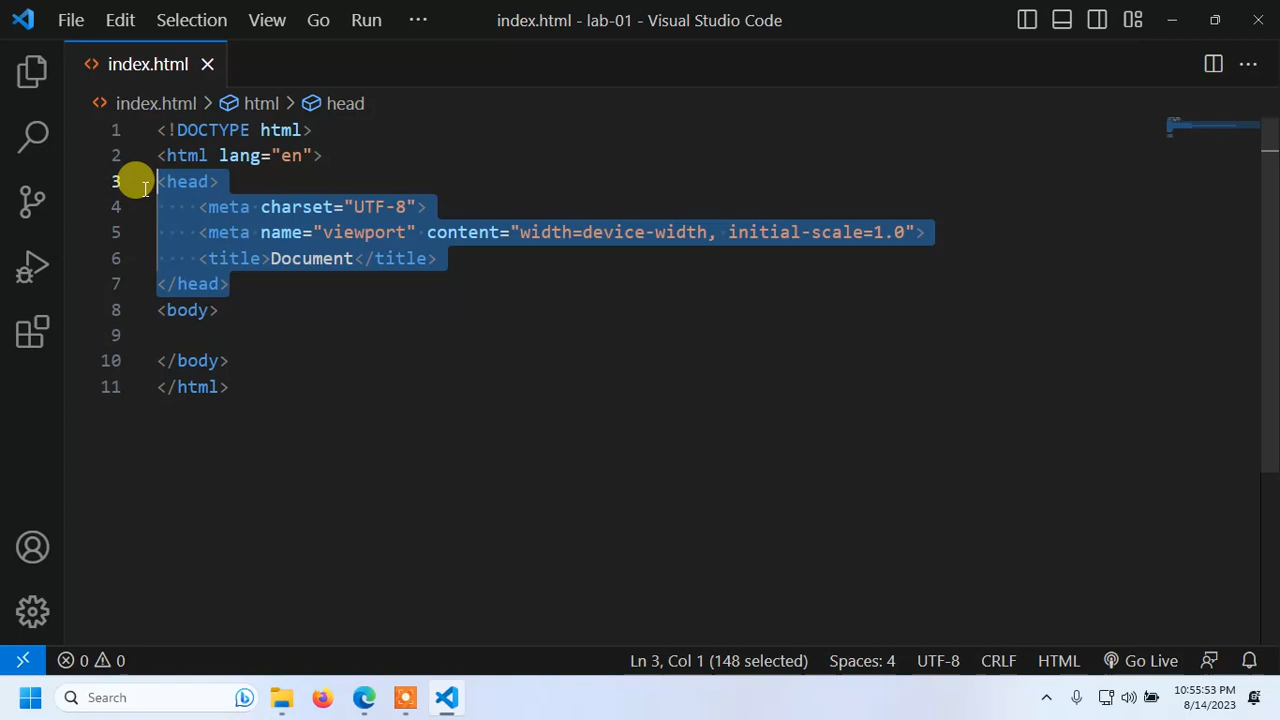 File Edit Selection View Go Run ··· index.html - lab-01 - Visual Studio Code
index.html
index.html > html > head
1 <!DOCTYPE html>
2 <html lang="en">
3 <head>
4 <meta charset="UTF-8">
5 <meta name="viewport" content="width=device-width, initial-scale=1.0">
6 <title>Document</title>
7 </head>
8 <body>
9
10 </body>
11 </html>
0 0 Ln 3, Col 1 (148 selected) Spaces: 4 UTF-8 CRLF HTML Go Live
Search 10:55:53 PM
8/14/2023